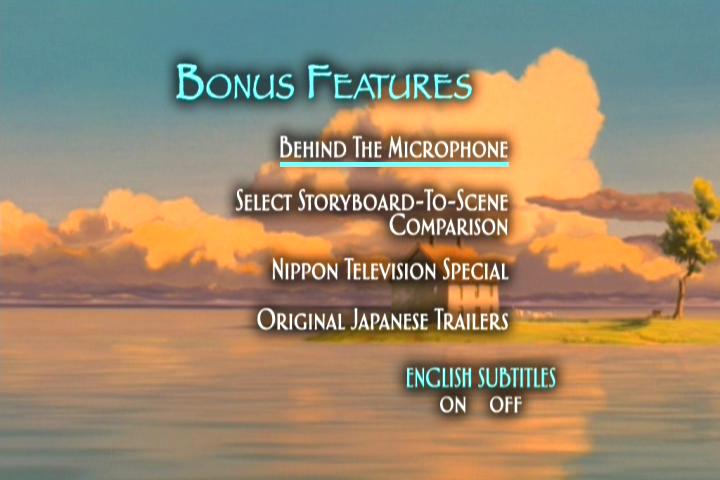 Bonus Features
Behind The Microphone
Select Storyboard-To-Scene
Comparison
Nippon Television Special
Original Japanese Trailers
ENGLISH SUBTITLES
ON OFF